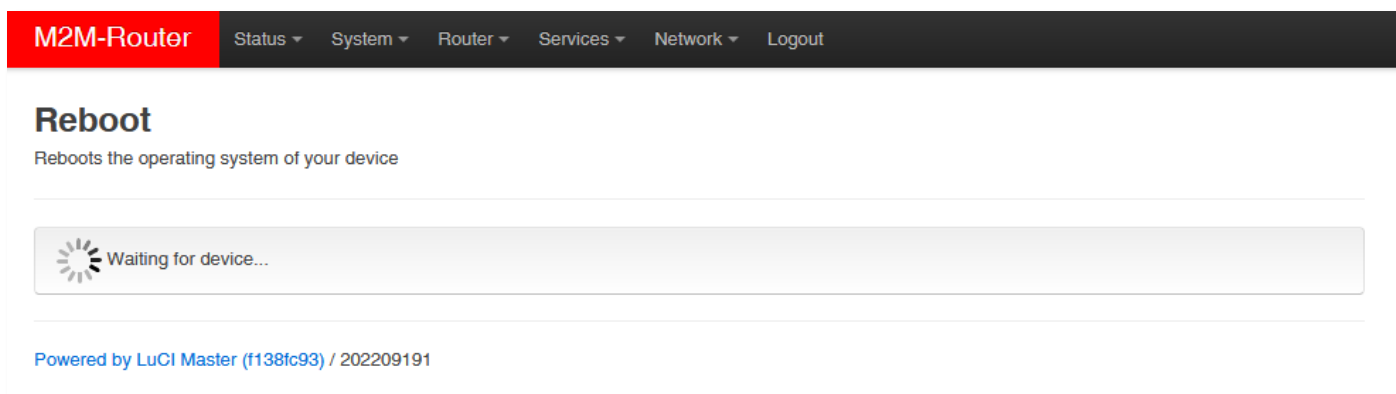 M2M-Router Status System Router Services Network Logout
Reboot
Reboots the operating system of your device
Waiting for device...
Powered by LuCI Master (f138fc93) / 202209191